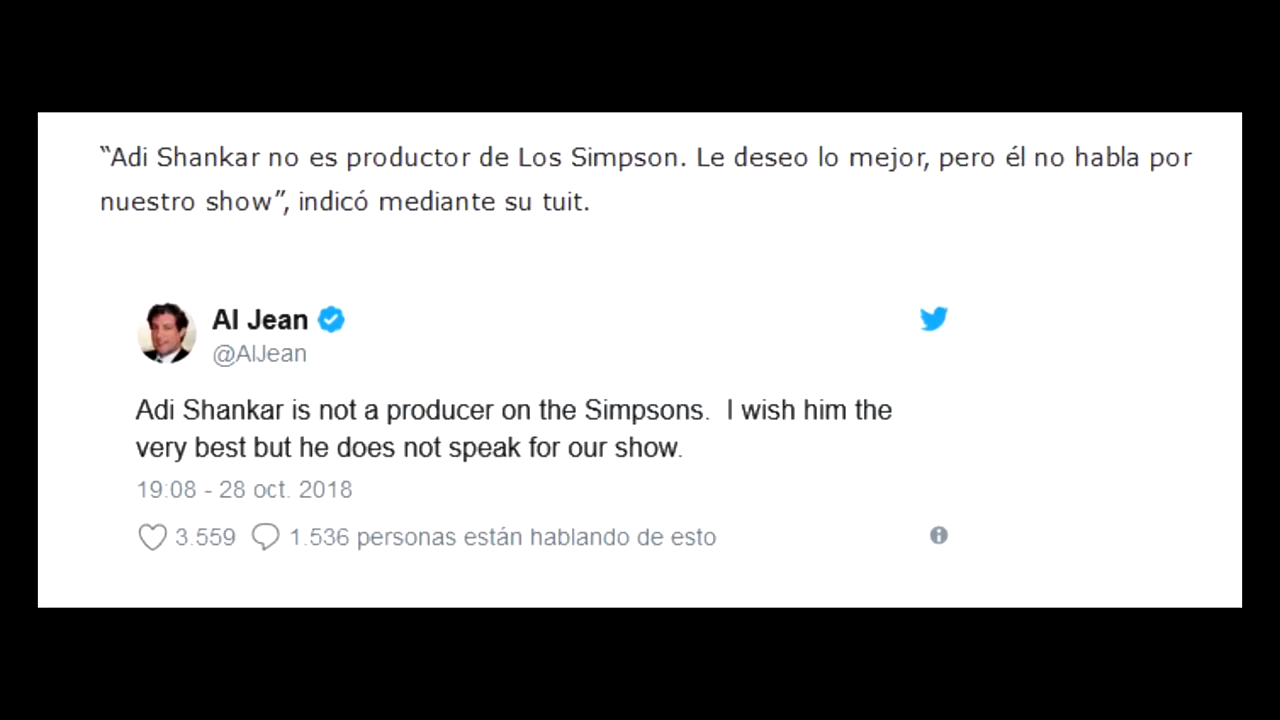 “Adi Shankar no es productor de Los Simpson. Le deseo lo mejor, pero él no habla por
nuestro show”, indicó mediante su tuit.
Al Jean
@AlJean
Adi Shankar is not a producer on the Simpsons.  I wish him the
very best but he does not speak for our show.
19:08 - 28 oct. 2018
3.559 1.536 personas están hablando de esto